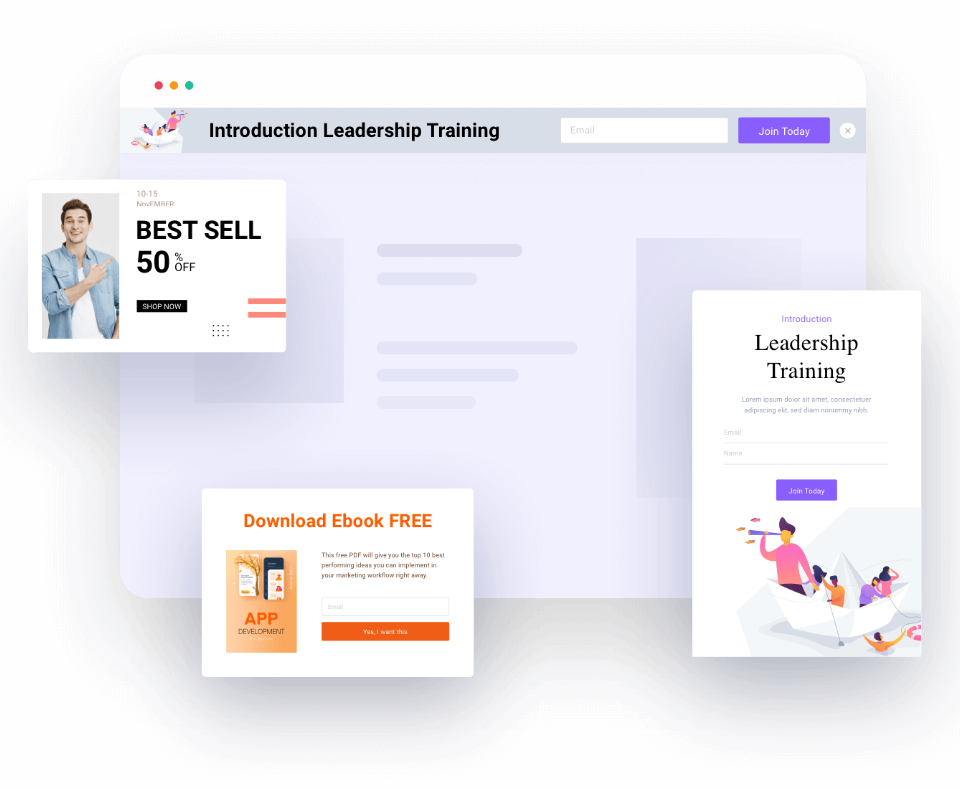 Introduction Leadership Training
Email
Join Today
10-15
NovEMBER
BEST SELL
50 % OFF
SHOP NOW
Introduction
Leadership
Training
Lorem ipsum dolor sit amet, consectetuer
adipiscing elit, sed diam nonummy nibh.
Email
Name
Join Today
Download Ebook FREE
This free PDF will give you the top 10 best
performing ideas you can implement in
your marketing workflow right away.
Email
Yes, I want this
APP
DEVELOPMENT